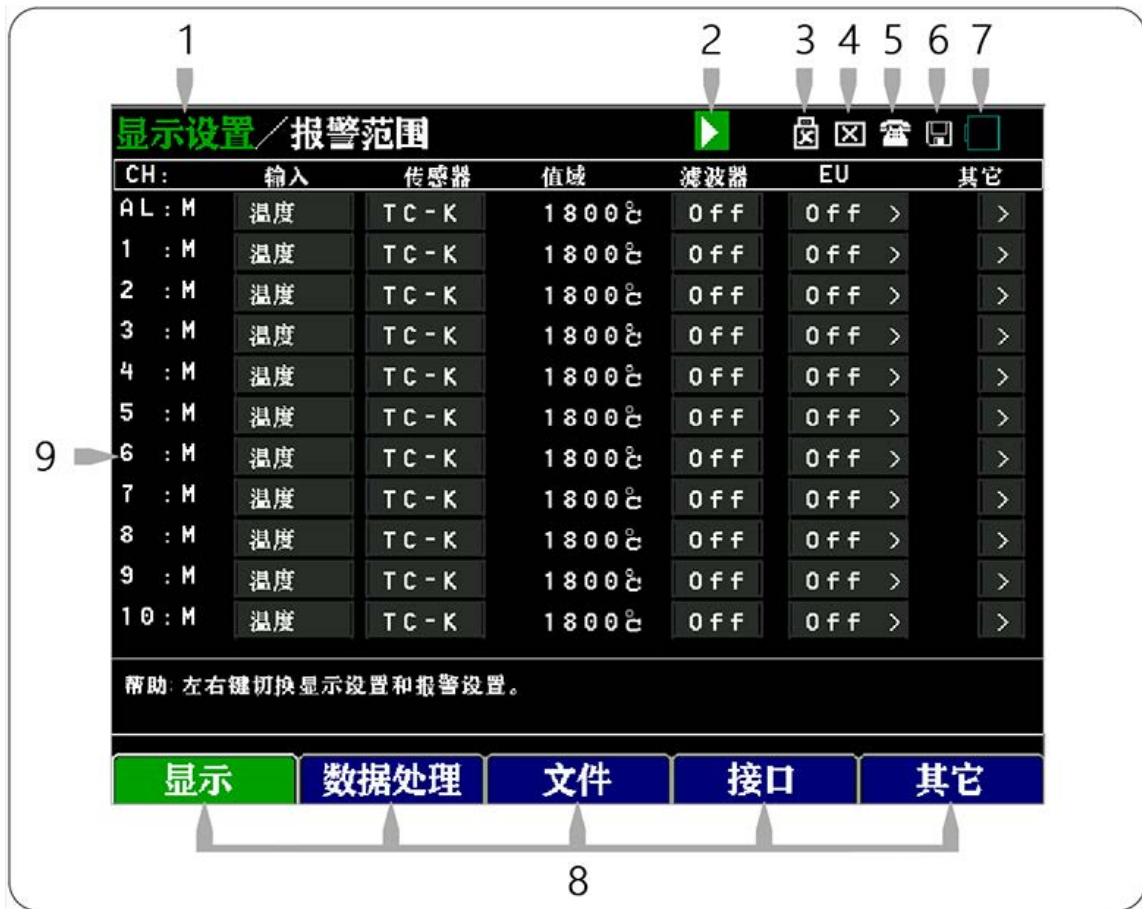 1 2 3 4 5 6 7
显示设置/报警范围
CH: 输入 传感器 值域 滤波器 EU 其它
AL:M 温度 TC-K 1800℃ Off Off > >
1 :M 温度 TC-K 1800℃ Off Off > >
2 :M 温度 TC-K 1800℃ Off Off > >
3 :M 温度 TC-K 1800℃ Off Off > >
4 :M 温度 TC-K 1800℃ Off Off > >
5 :M 温度 TC-K 1800℃ Off Off > >
9
6 :M 温度 TC-K 1800℃ Off Off > >
7 :M 温度 TC-K 1800℃ Off Off > >
8 :M 温度 TC-K 1800℃ Off Off > >
9 :M 温度 TC-K 1800℃ Off Off > >
10:M 温度 TC-K 1800℃ Off Off > >
帮助:左右键切换显示设置和报警设置。
显示 数据处理 文件 接口 其它
8